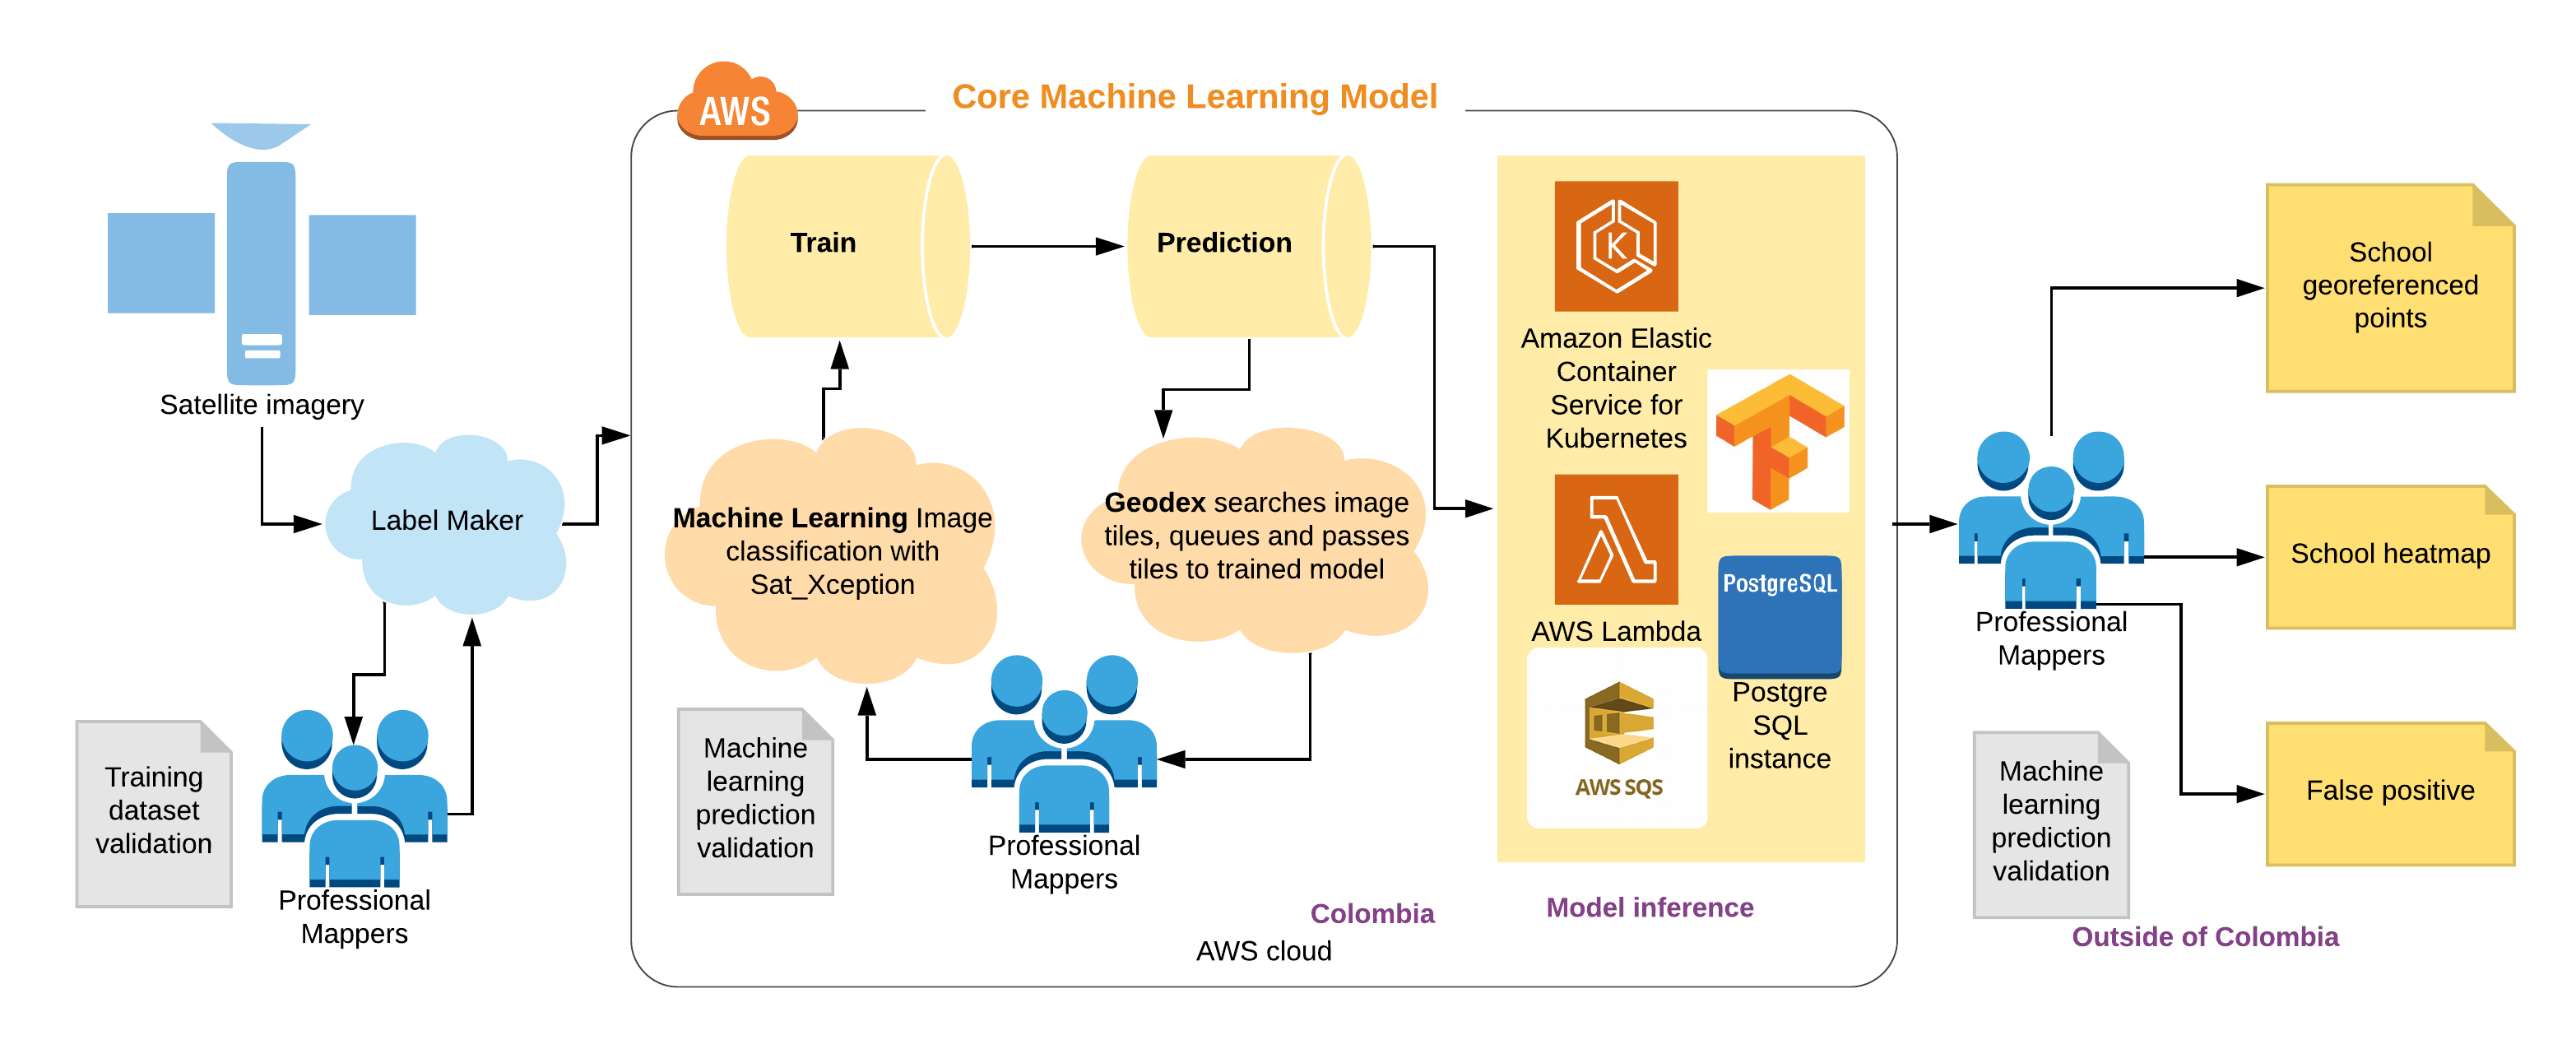 AWS
Core Machine Learning Model
Satellite imagery
Label Maker
Training
dataset
validation
Professional
Mappers
Train
Prediction
Machine Learning Image
classification with
Sat_Xception
Geodex searches image
tiles, queues and passes
tiles to trained model
Machine
learning
prediction
validation
Professional
Mappers
Colombia
AWS cloud
K
Amazon Elastic
Container
Service for
Kubernetes
AWS Lambda
PostgreSQL
Postgre
SQL
instance
AWS SQS
Model inference
Professional
Mappers
Machine
learning
prediction
validation
Outside of Colombia
School
georeferenced
points
School heatmap
False positive